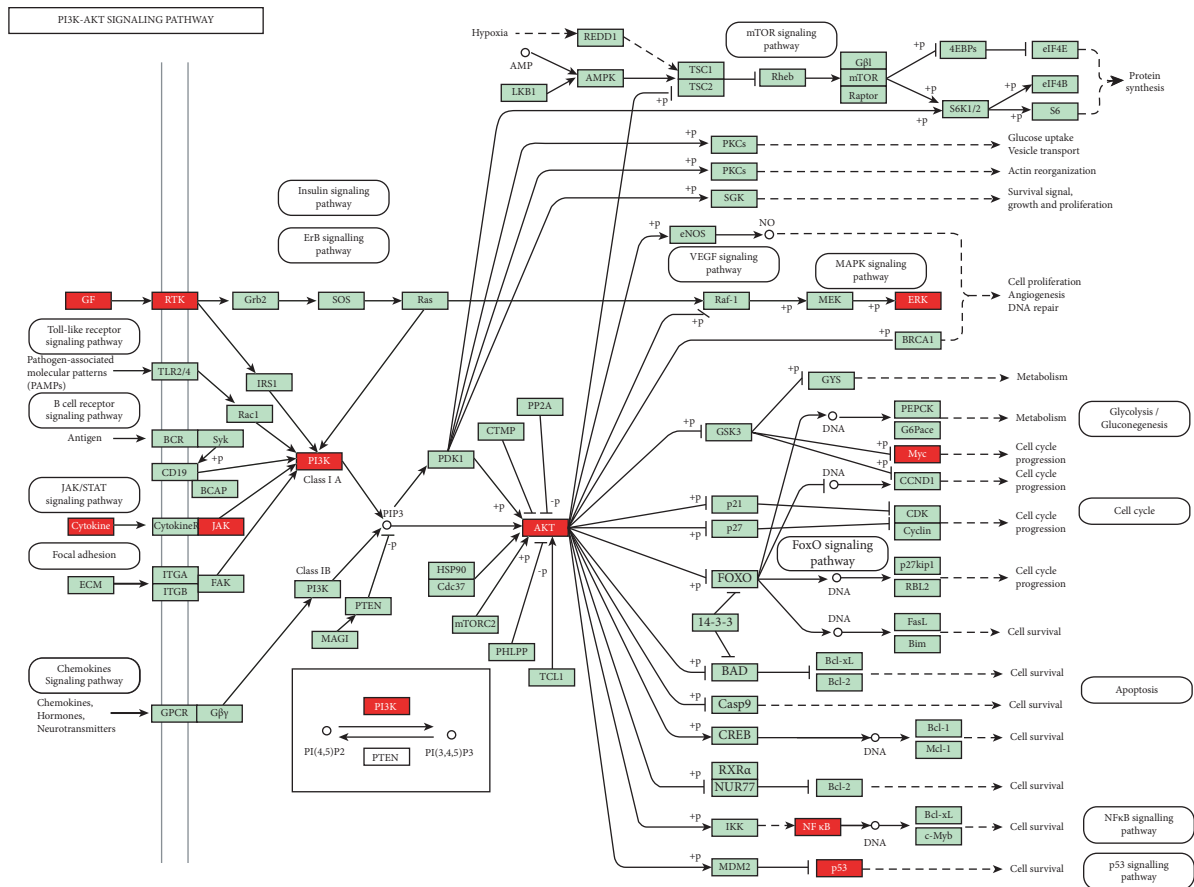 PI3K-AKT SIGNALING PATHWAY
Hypoxia
REDD1
AMP
LKB1
AMPK
TSC1
TSC2
+p
Rheb
mTOR signaling
pathway
Gβl
mTOR
Raptor
+p
+p
4EBPs
eIF4E
S6K1/2
+p
+p
+p
eIF4B
S6
Protein
synthesis
+p
PKCs
Glucose uptake
Vesicle transport
+p
PKCs
Actin reorganization
+p
SGK
Survival signal,
growth and proliferation
Insulin signaling
pathway
ErB signalling
pathway
+p
eNOS
NO
VEGF signaling
pathway
MAPK signaling
pathway
GF
RTK
Grb2
SOS
Ras
Raf-1
+p
+p
MEK
+p
ERK
+p
BRCA1
Cell proliferation
Angiogenesis
DNA repair
Toll-like receptor
signaling pathway
Pathogen-associated
molecular patterns
(PAMPs)
TLR2/4
IRS1
Rac1
B cell receptor
signaling pathway
Antigen
BCR
Syk
+p
CD19
BCAP
PI3K
Class I A
JAK/STAT
signaling pathway
Cytokine
CytokineR
JAK
Focal adhesion
ECM
ITGA
ITGB
FAK
Class IB
PI3K
PTEN
MAGI
PIP3
-p
PDK1
CTMP
PP2A
+p
-p
AKT
+p
-p
HSP90
Cdc37
mTORC2
PHLPP
TCL1
Chemokines
Signaling pathway
Chemokines,
Hormones,
Neurotransmitters
GPCR
Gβγ
PI3K
PI(4,5)P2
PI(3,4,5)P3
PTEN
+p
GYS
Metabolism
+p
GSK3
DNA
PEPCK
G6Pace
Metabolism
Glycolysis /
Gluconegenesis
+p
Myc
Cell cycle
progression
+p
DNA
CCND1
Cell cycle
progression
+p
p21
+p
p27
CDK
Cyclin
Cell cycle
progression
Cell cycle
FoxO signaling
pathway
+p
FOXO
DNA
p27kip1
RBL2
Cell cycle
progression
14-3-3
DNA
FasL
Bim
Cell survival
+p
BAD
Bcl-xL
Bcl-2
Cell survival
Apoptosis
+p
Casp9
Cell survival
+p
CREB
DNA
Bcl-1
Mcl-1
Cell survival
+p
RXRα
NUR77
Bcl-2
Cell survival
+p
IKK
NF κB
DNA
Bcl-xL
c-Myb
Cell survival
NFκB signalling
pathway
+p
MDM2
p53
Cell survival
p53 signalling
pathway